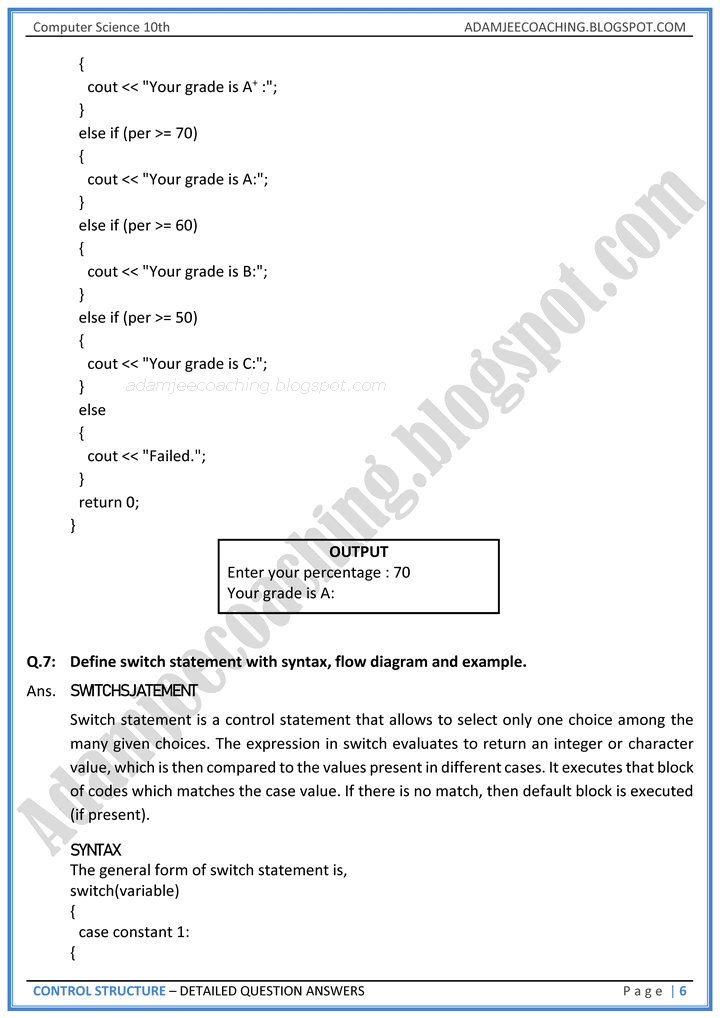 Computer Science 10th ADAMJEECOACHING.BLOGSPOT.COM
{
cout << "Your grade is A⁺ :";
}
else if (per >= 70)
{
cout << "Your grade is A:";
}
else if (per >= 60)
{
cout << "Your grade is B:";
}
else if (per >= 50)
{
cout << "Your grade is C:";
}
adamjeecoaching.blogspot.com
else
{
cout << "Failed.";
}
return 0;
}
OUTPUT
Enter your percentage : 70
Your grade is A:
Adamjeecoaching.blogspot.com
Q.7: Define switch statement with syntax, flow diagram and example.
Ans. SWITCHSJATEMENT
Switch statement is a control statement that allows to select only one choice among the
many given choices. The expression in switch evaluates to return an integer or character
value, which is then compared to the values present in different cases. It executes that block
of codes which matches the case value. If there is no match, then default block is executed
(if present).
SYNTAX
The general form of switch statement is,
switch(variable)
{
case constant 1:
{
CONTROL STRUCTURE – DETAILED QUESTION ANSWERS Page | 6